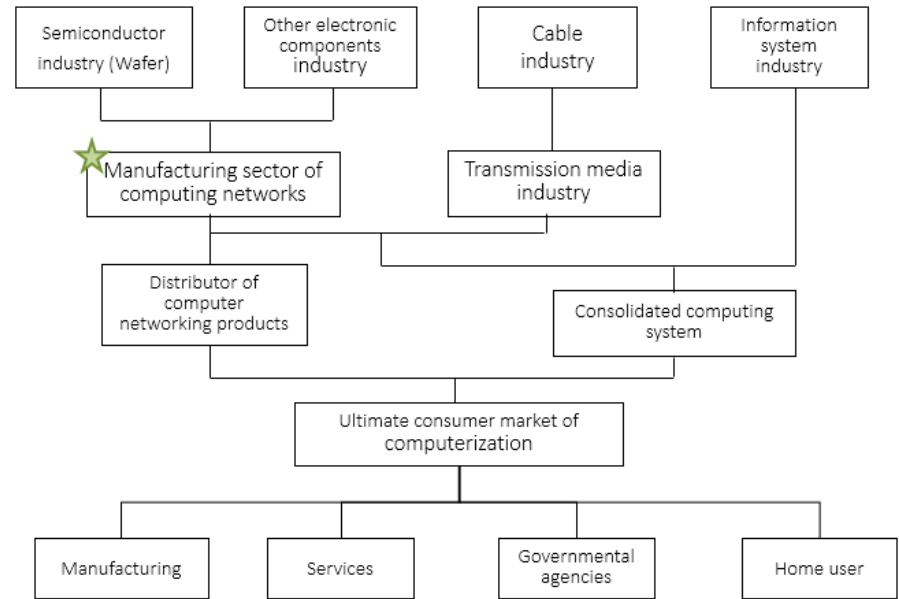 Semiconductor
industry (Wafer)
Other electronic
components
industry
Cable
industry
Information
system
industry
Manufacturing sector of
computing networks
Transmission media
industry
Distributor of
computer
networking products
Consolidated computing
system
Ultimate consumer market of
computerization
Manufacturing
Services
Governmental
agencies
Home user